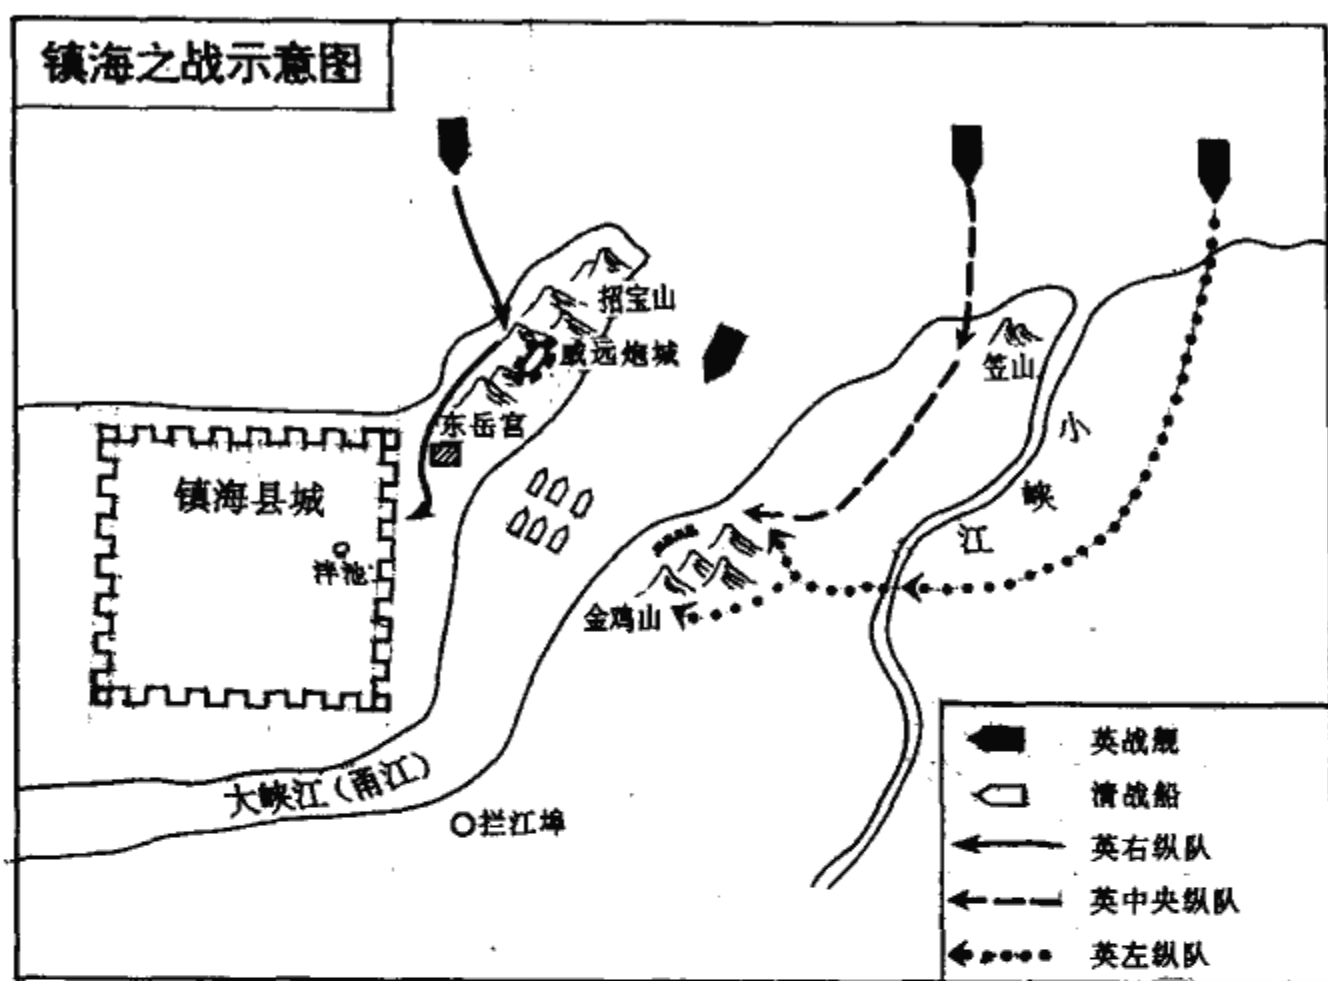 镇海之战示意图
招宝山
威远炮城
笠山
东岳宫
小
峡
江
镇海县城
泮池
金鸡山
大峡江(甬江)
拦江埠
英战舰
清战船
英右纵队
英中央纵队
英左纵队